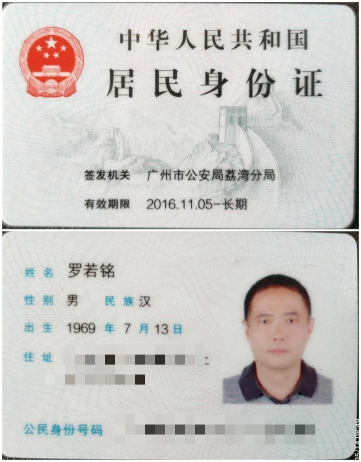 中华人民共和国
居民身份证
签发机关 广州市公安局荔湾分局
有效期限 2016.11.05-长期
姓名 罗若铭
性别 男 民族 汉
出生 1969 年 7 月 13 日
住址
公民身份号码